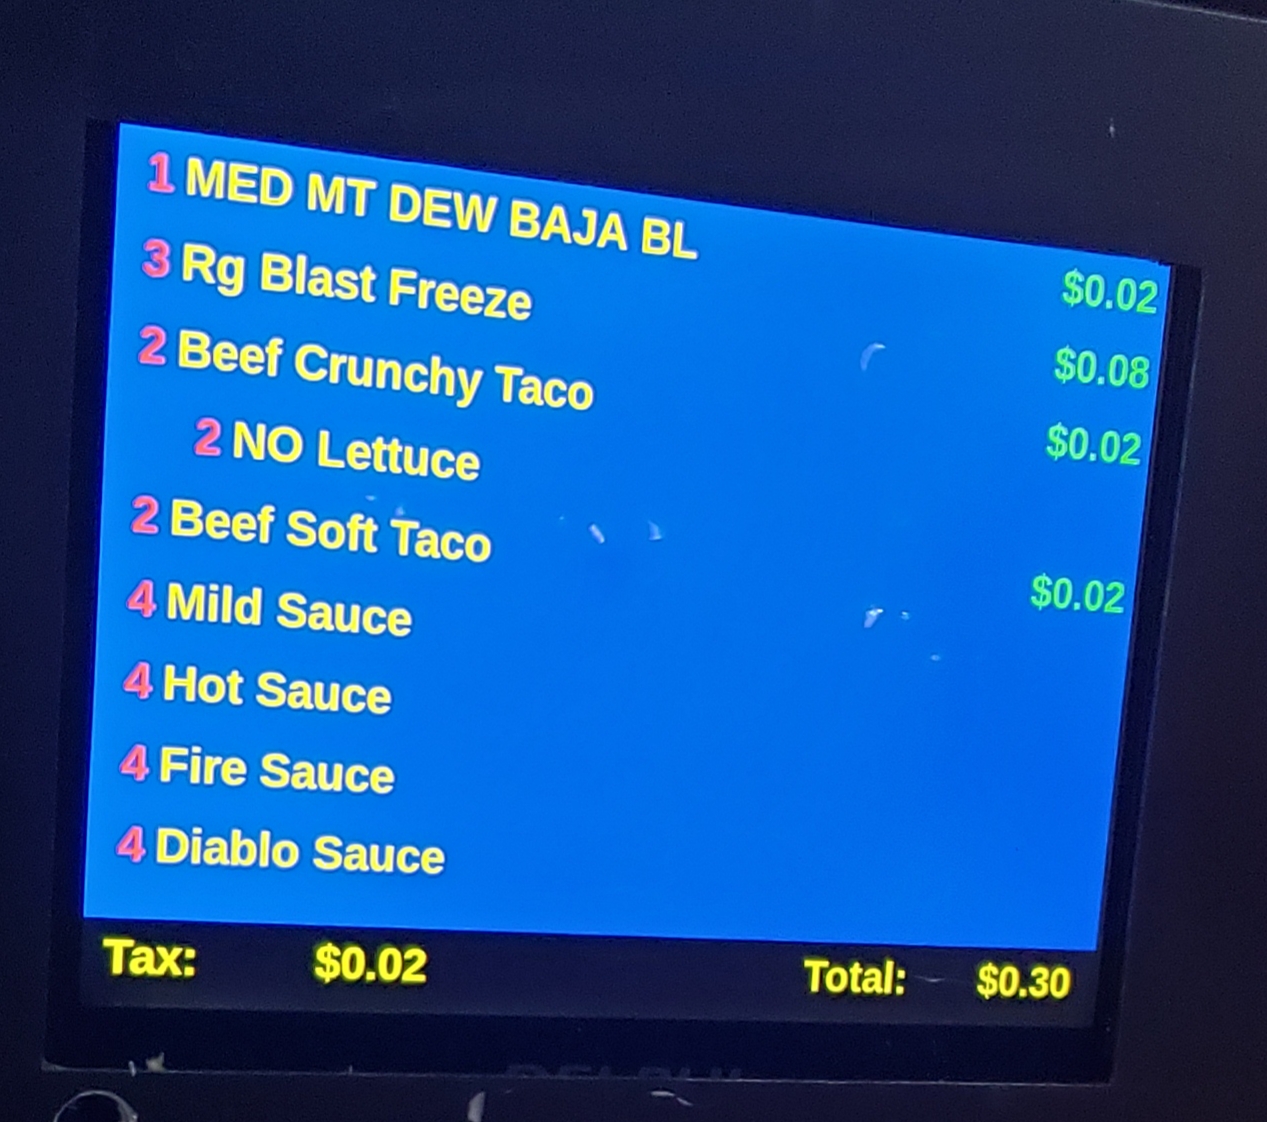 1 MED MT DEW BAJA BL $0.02
3 Rg Blast Freeze $0.08
2 Beef Crunchy Taco $0.02
2 NO Lettuce
2 Beef Soft Taco $0.02
4 Mild Sauce
4 Hot Sauce
4 Fire Sauce
4 Diablo Sauce
Tax: $0.02 Total: $0.30